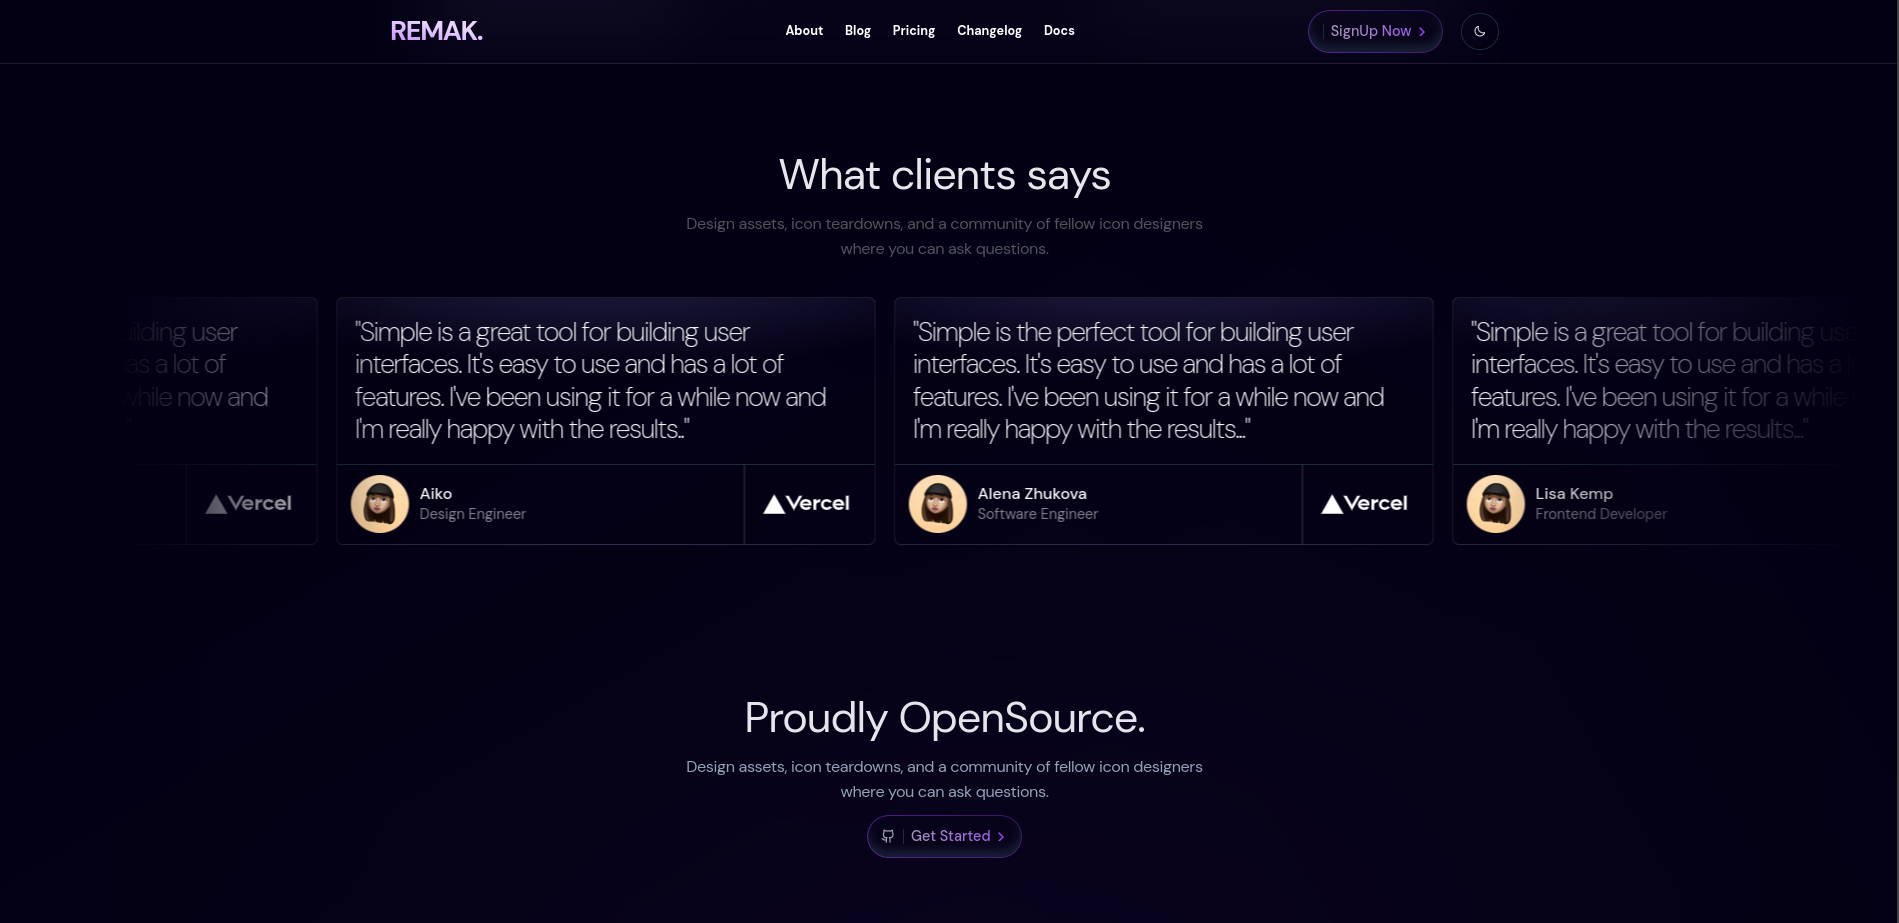 REMAK.
About Blog Pricing Changelog Docs
SignUp Now
What clients says
Design assets, icon teardowns, and a community of fellow icon designers
where you can ask questions.
ilding user
as a lot of
while now and
"
Vercel
"Simple is a great tool for building user
interfaces. It's easy to use and has a lot of
features. I've been using it for a while now and
I'm really happy with the results.."
Aiko
Design Engineer
Vercel
"Simple is the perfect tool for building user
interfaces. It's easy to use and has a lot of
features. I've been using it for a while now and
I'm really happy with the results..."
Alena Zhukova
Software Engineer
Vercel
"Simple is a great tool for building use
interfaces. It's easy to use and has a
features. I've been using it for a while
I'm really happy with the results..."
Lisa Kemp
Frontend Developer
Proudly OpenSource.
Design assets, icon teardowns, and a community of fellow icon designers
where you can ask questions.
Get Started